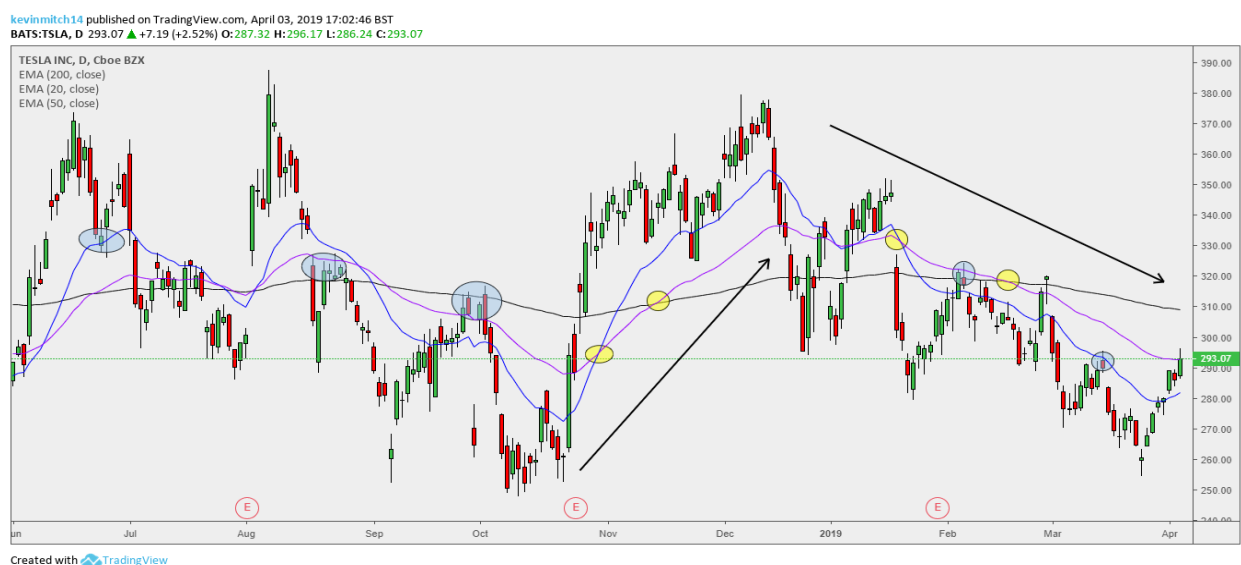 kevinmitch14 published on TradingView.com, April 03, 2019 17:02:46 BST
BATS:TSLA, D 293.07 ▲ +7.19 (+2.52%) O:287.32 H:296.17 L:286.24 C:293.07
TESLA INC, D, Cboe BZX
EMA (200, close)
EMA (20, close)
EMA (50, close)
390.00
380.00
370.00
360.00
350.00
340.00
330.00
320.00
310.00
300.00
293.07
290.00
280.00
270.00
260.00
250.00
240.00
E E E
un Jul Aug Sep Oct Nov Dec 2019 Feb Mar Apr
Created with TradingView